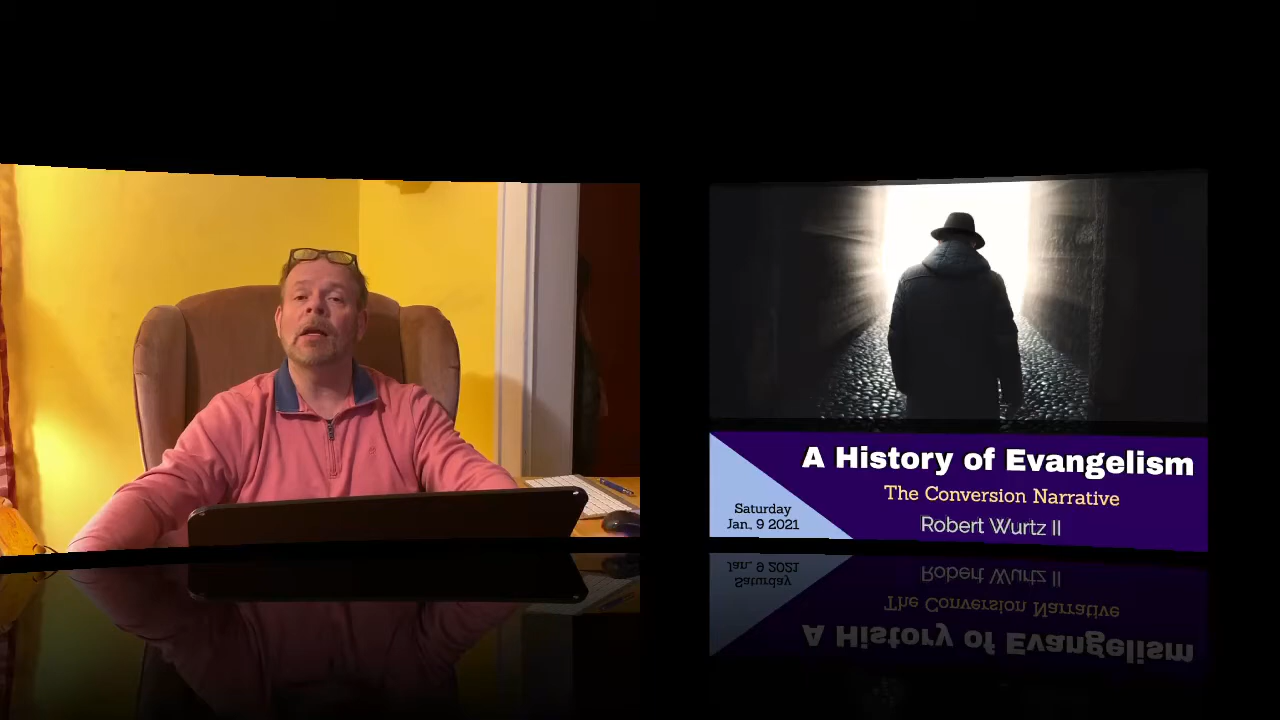 A History of Evangelism
The Conversion Narrative
Robert Wurtz II
Saturday
Jan., 9 2021